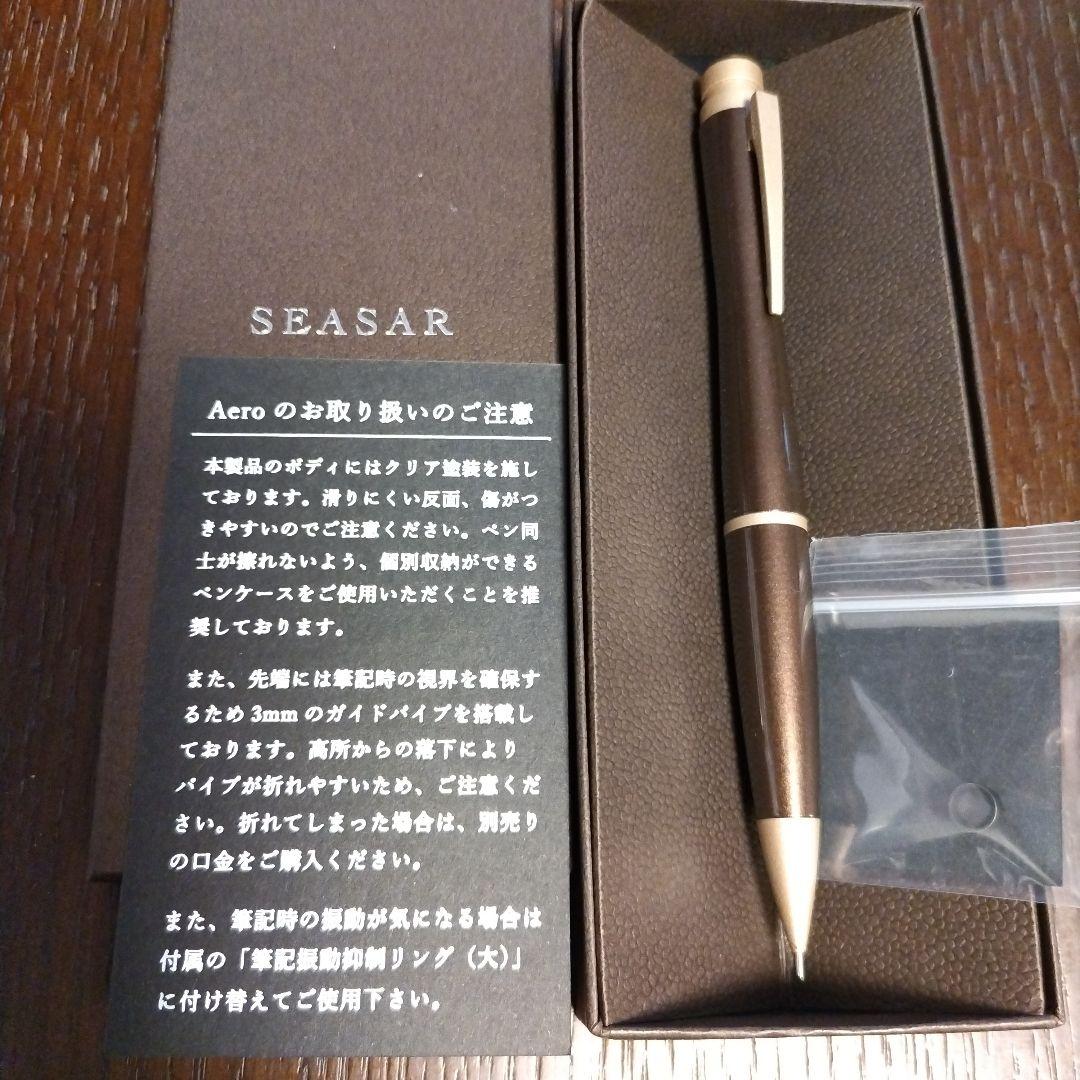 SEASAR
Aeroのお取り扱いのご注意
本製品のボディにはクリア塗装を施し
ております。滑りにくい反面、傷がつ
きやすいのでご注意ください。ペン同
士が擦れないよう、個別収納ができる
ペンケースをご使用いただくことを推
奨しております。
また、先端には筆記時の視界を確保す
るため3mmのガイドパイプを搭載し
ております。高所からの落下により
パイプが折れやすいため、ご注意くだ
さい。折れてしまった場合は、別売り
の口金をご購入ください。
また、筆記時の振動が気になる場合は
付属の「筆記振動抑制リング（大）」
に付け替えてご使用下さい。